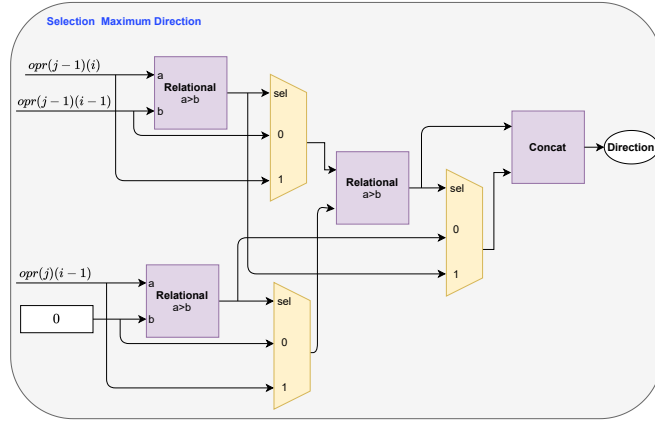 Selection Maximum Direction
opr(j−1)(i)
a
Relational
a>b
b
opr(j−1)(i−1)
sel
0
1
Relational
a>b
Concat
Direction
sel
0
1
opr(j)(i−1)
a
Relational
a>b
b
0
sel
0
1